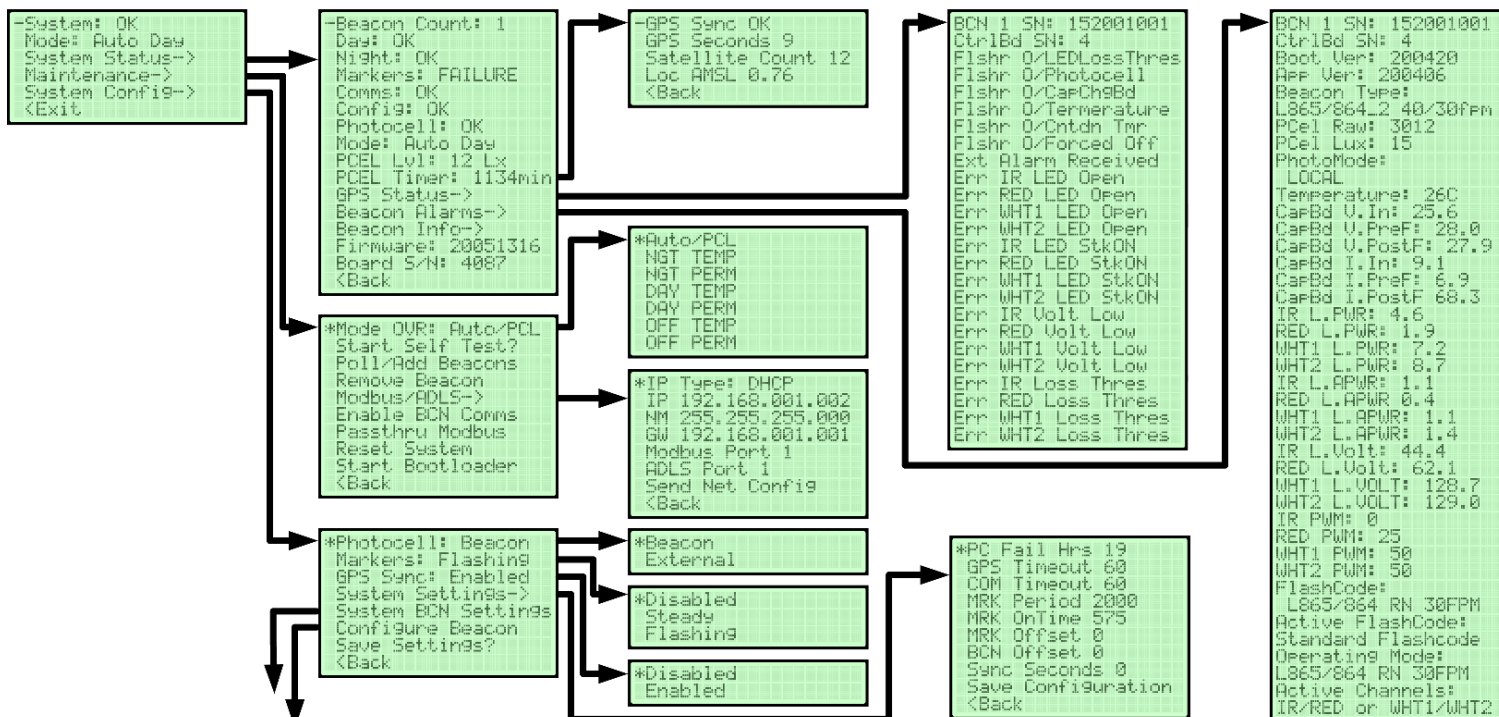 -System: OK
Mode: Auto Day
System Status->
Maintenance->
System Config->
<Exit
-Beacon Count: 1
Day: OK
Night: OK
Markers: FAILURE
Comms: OK
Config: OK
Photocell: OK
Mode: Auto Day
PCEL Lvl: 12 Lx
PCEL Timer: 1134min
GPS Status->
Beacon Alarms->
Beacon Info->
Firmware: 20051316
Board S/N: 4087
<Back
*Mode OVR: Auto/PCL
Start Self Test?
Poll/Add Beacons
Remove Beacon
Modbus/ADLS->
Enable BCN Comms
Passthru Modbus
Reset System
Start Bootloader
<Back
*Photocell: Beacon
Markers: Flashing
GPS Sync: Enabled
System Settings->
System BCN Settings
Configure Beacon
Save Settings?
<Back
-GPS Sync OK
GPS Seconds 9
Satellite Count 12
Loc AMSL 0.76
<Back
*Auto/PCL
NGT TEMP
NGT PERM
DAY TEMP
DAY PERM
OFF TEMP
OFF PERM
*IP Type: DHCP
IP 192.168.001.002
NM 255.255.255.000
GW 192.168.001.001
Modbus Port 1
ADLS Port 1
Send Net Config
<Back
*Beacon
External
*Disabled
Steady
Flashing
*Disabled
Enabled
BCN 1 SN: 152001001
CtrlBd SN: 4
Flshr O/LEDLossThres
Flshr O/Photocell
Flshr O/CapChgBd
Flshr O/Termerature
Flshr O/Cntdn Tmr
Flshr O/Forced Off
Ext Alarm Received
Err IR LED Open
Err RED LED Open
Err WHT1 LED Open
Err WHT2 LED Open
Err IR LED StkON
Err RED LED StkON
Err WHT1 LED StkON
Err WHT2 LED StkON
Err IR Volt Low
Err RED Volt Low
Err WHT1 Volt Low
Err WHT2 Volt Low
Err IR Loss Thres
Err RED Loss Thres
Err WHT1 Loss Thres
Err WHT2 Loss Thres
*PC Fail Hrs 19
GPS Timeout 60
COM Timeout 60
MRK Period 2000
MRK OnTime 575
MRK Offset 0
BCN Offset 0
Sync Seconds 0
Save Configuration
<Back
BCN 1 SN: 152001001
CtrlBd SN: 4
Boot Ver: 200420
App Ver: 200406
Beacon Type:
L865/864_2 40/30fpm
PCel Raw: 3012
PCel Lux: 15
PhotoMode:
LOCAL
Temperature: 26C
CapBd V.In: 25.6
CapBd V.PreF: 28.0
CapBd V.PostF: 27.9
CapBd I.In: 9.1
CapBd I.PreF: 6.9
CapBd I.PostF 68.3
IR L.PWR: 4.6
RED L.PWR: 1.9
WHT1 L.PWR: 7.2
WHT2 L.PWR: 8.7
IR L.APWR: 1.1
RED L.APWR 0.4
WHT1 L.APWR: 1.1
WHT2 L.APWR: 1.4
IR L.Volt: 44.4
RED L.Volt: 62.1
WHT1 L.VOLT: 128.7
WHT2 L.VOLT: 129.0
IR PWM: 0
RED PWM: 25
WHT1 PWM: 50
WHT2 PWM: 50
FlashCode:
L865/864 RN 30FPM
Active FlashCode:
Standard Flashcode
Operating Mode:
L865/864 RN 30FPM
Active Channels:
IR/RED or WHT1/WHT2